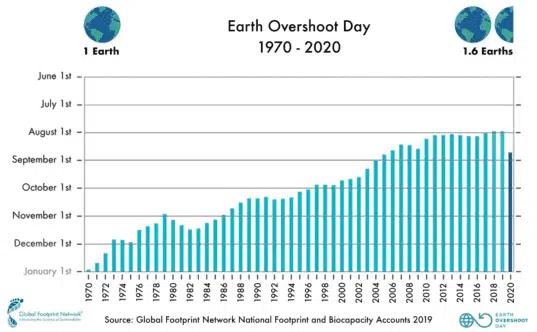 Earth Overshoot Day
1970 - 2020
1 Earth
1.6 Earths
June 1st
July 1st
August 1st
September 1st
October 1st
November 1st
December 1st
January 1st
1970
1972
1974
1976
1978
1980
1982
1984
1986
1988
1990
1992
1994
1996
1998
2000
2002
2004
2006
2008
2010
2012
2014
2016
2018
2020
Global Footprint Network
Source: Global Footprint Network National Footprint and Biocapacity Accounts 2019
EARTH
OVERSHOOT
DAY